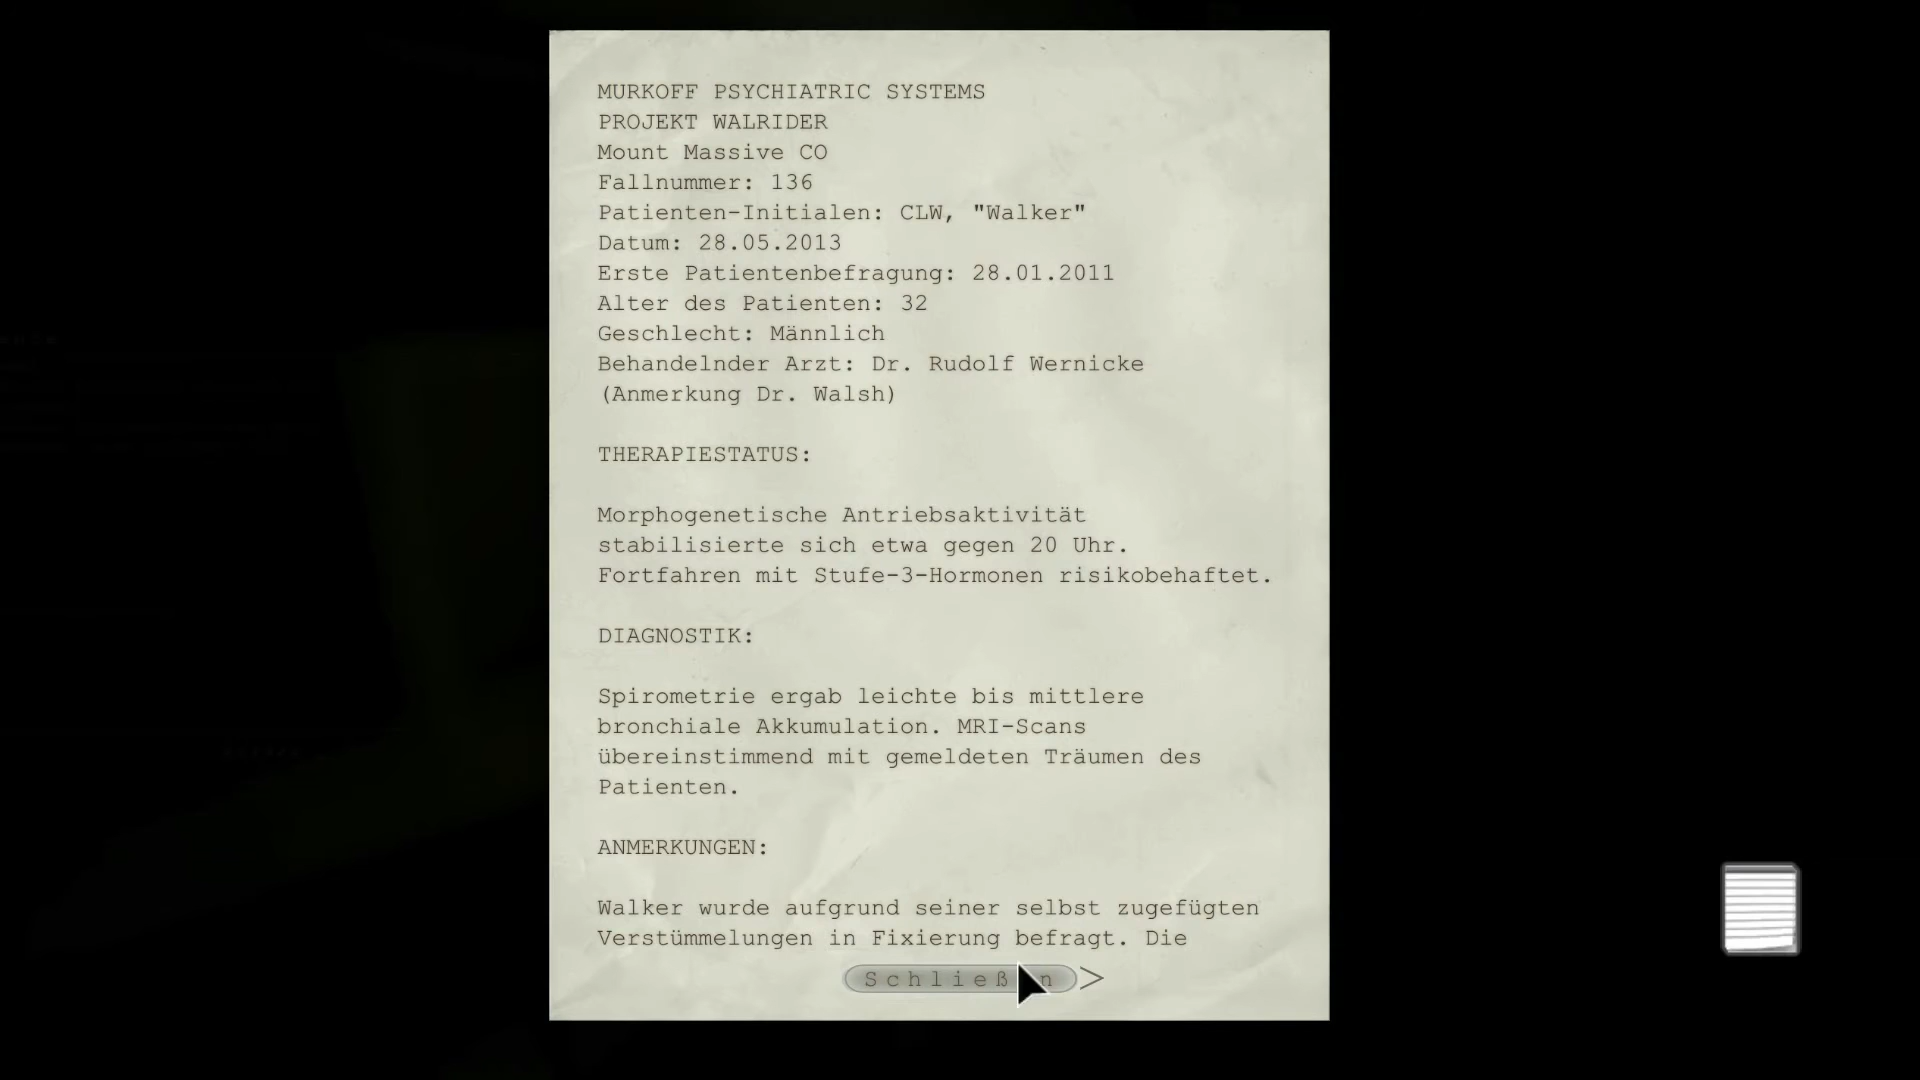 MURKOFF PSYCHIATRIC SYSTEMS
PROJEKT WALRIDER
Mount Massive CO
Fallnummer: 136
Patienten-Initialen: CLW, "Walker"
Datum: 28.05.2013
Erste Patientenbefragung: 28.01.2011
Alter des Patienten: 32
Geschlecht: Männlich
Behandelnder Arzt: Dr. Rudolf Wernicke
(Anmerkung Dr. Walsh)
THERAPIESTATUS:
Morphogenetische Antriebsaktivität
stabilisierte sich etwa gegen 20 Uhr.
Fortfahren mit Stufe-3-Hormonen risikobehaftet.
DIAGNOSTIK:
Spirometrie ergab leichte bis mittlere
bronchiale Akkumulation. MRI-Scans
übereinstimmend mit gemeldeten Träumen des
Patienten.
ANMERKUNGEN:
Walker wurde aufgrund seiner selbst zugefügten
Verstümmelungen in Fixierung befragt. Die
Schließen >